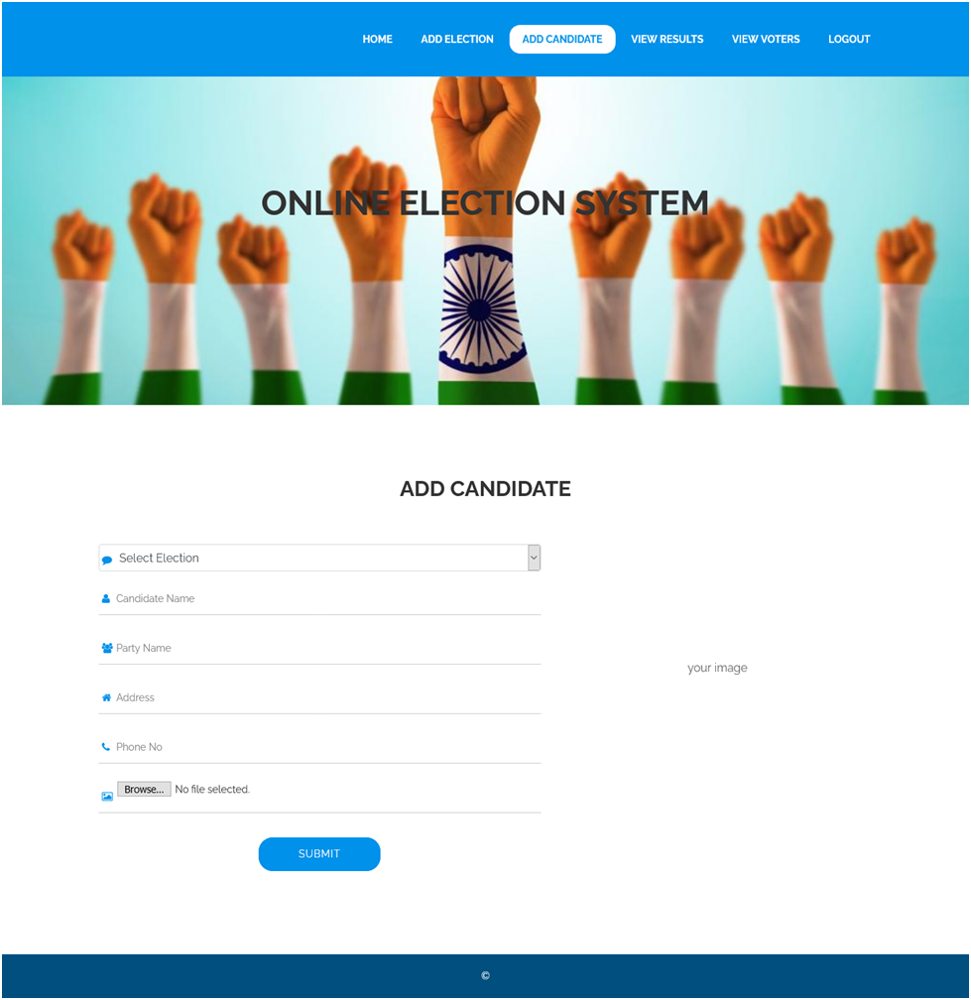 HOME ADD ELECTION ADD CANDIDATE VIEW RESULTS VIEW VOTERS LOGOUT
ONLINE ELECTION SYSTEM
ADD CANDIDATE
Select Election
Candidate Name
Party Name
Address
Phone No
Browse... No file selected.
your image
SUBMIT
©